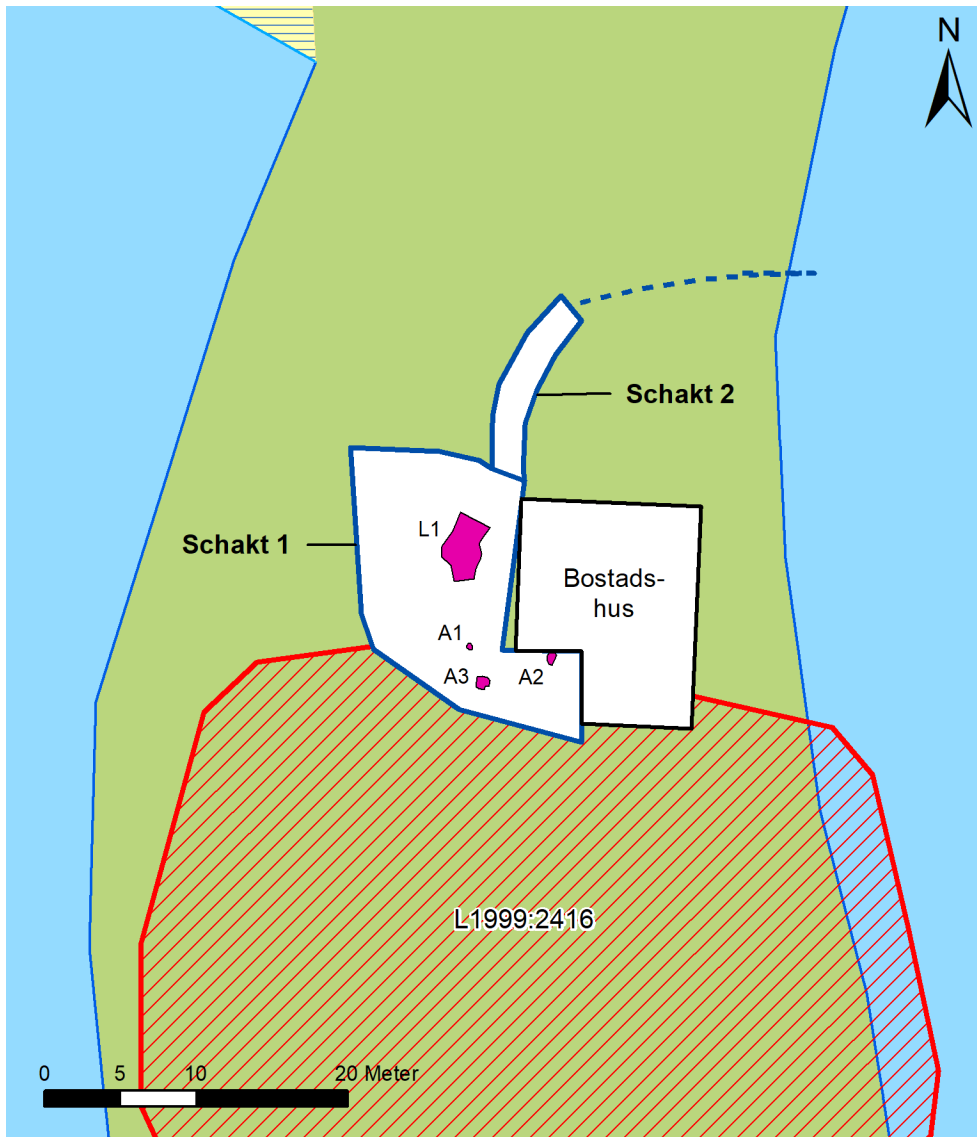 N
Schakt 2
Schakt 1
L1
Bostads-
hus
A1
A3
A2
L1999:2416
0 5 10 20 Meter